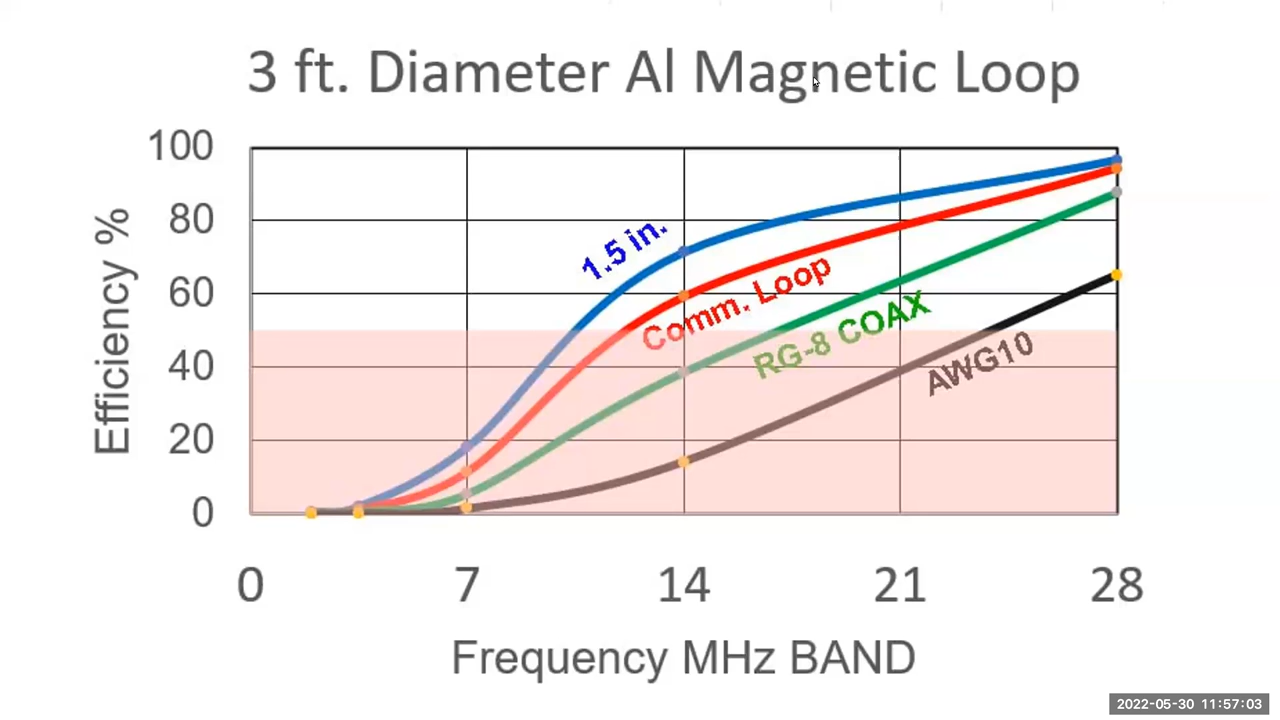 3 ft. Diameter Al Magnetic Loop
100
80
60
40
20
0
Efficiency %
1.5 in.
Comm. Loop
RG-8 COAX
AWG10
0 7 14 21 28
Frequency MHz BAND
2022-05-30 11:57:03